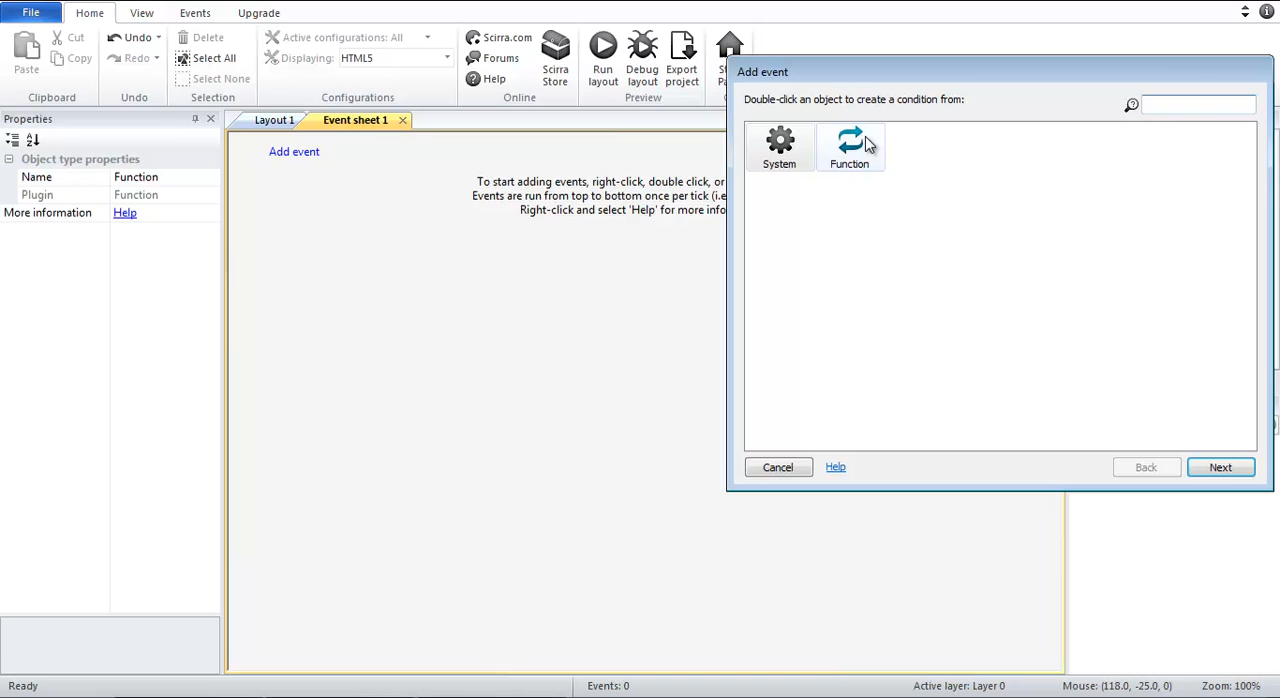 File Home View Events Upgrade
Paste
Cut
Copy
Clipboard
Undo
Redo
Undo
Delete
Select All
Select None
Selection
Active configurations: All
Displaying: HTML5
Configurations
Scirra.com
Forums
Help
Scirra Store
Online
Run layout
Debug layout
Export project
Preview
Properties
Object type properties
Name Function
Plugin Function
More information Help
Layout 1 Event sheet 1
Add event
To start adding events, right-click, double click, or
Events are run from top to bottom once per tick (i.e
Right-click and select 'Help' for more info
Add event
Double-click an object to create a condition from:
System Function
Cancel Help Back Next
Ready Events: 0 Active layer: Layer 0 Mouse: (118.0, -25.0, 0) Zoom: 100%